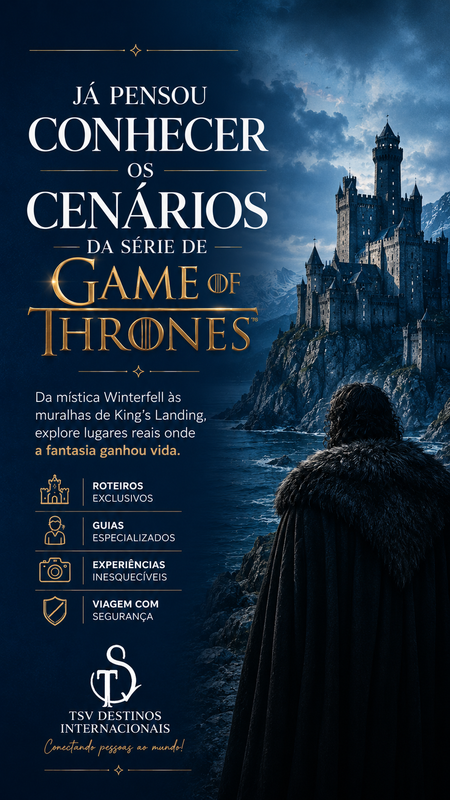 JÁ PENSOU
CONHECER
OS
CENÁRIOS
DA SÉRIE DE
GAME OF
THRONES
Da mística Winterfell às
muralhas de King's Landing,
explore lugares reais onde
a fantasia ganhou vida.
ROTEIROS
EXCLUSIVOS
GUIAS
ESPECIALIZADOS
EXPERIÊNCIAS
INESQUECÍVEIS
VIAGEM COM
SEGURANÇA
TSV DESTINOS
INTERNACIONAIS
Conectando pessoas ao mundo!